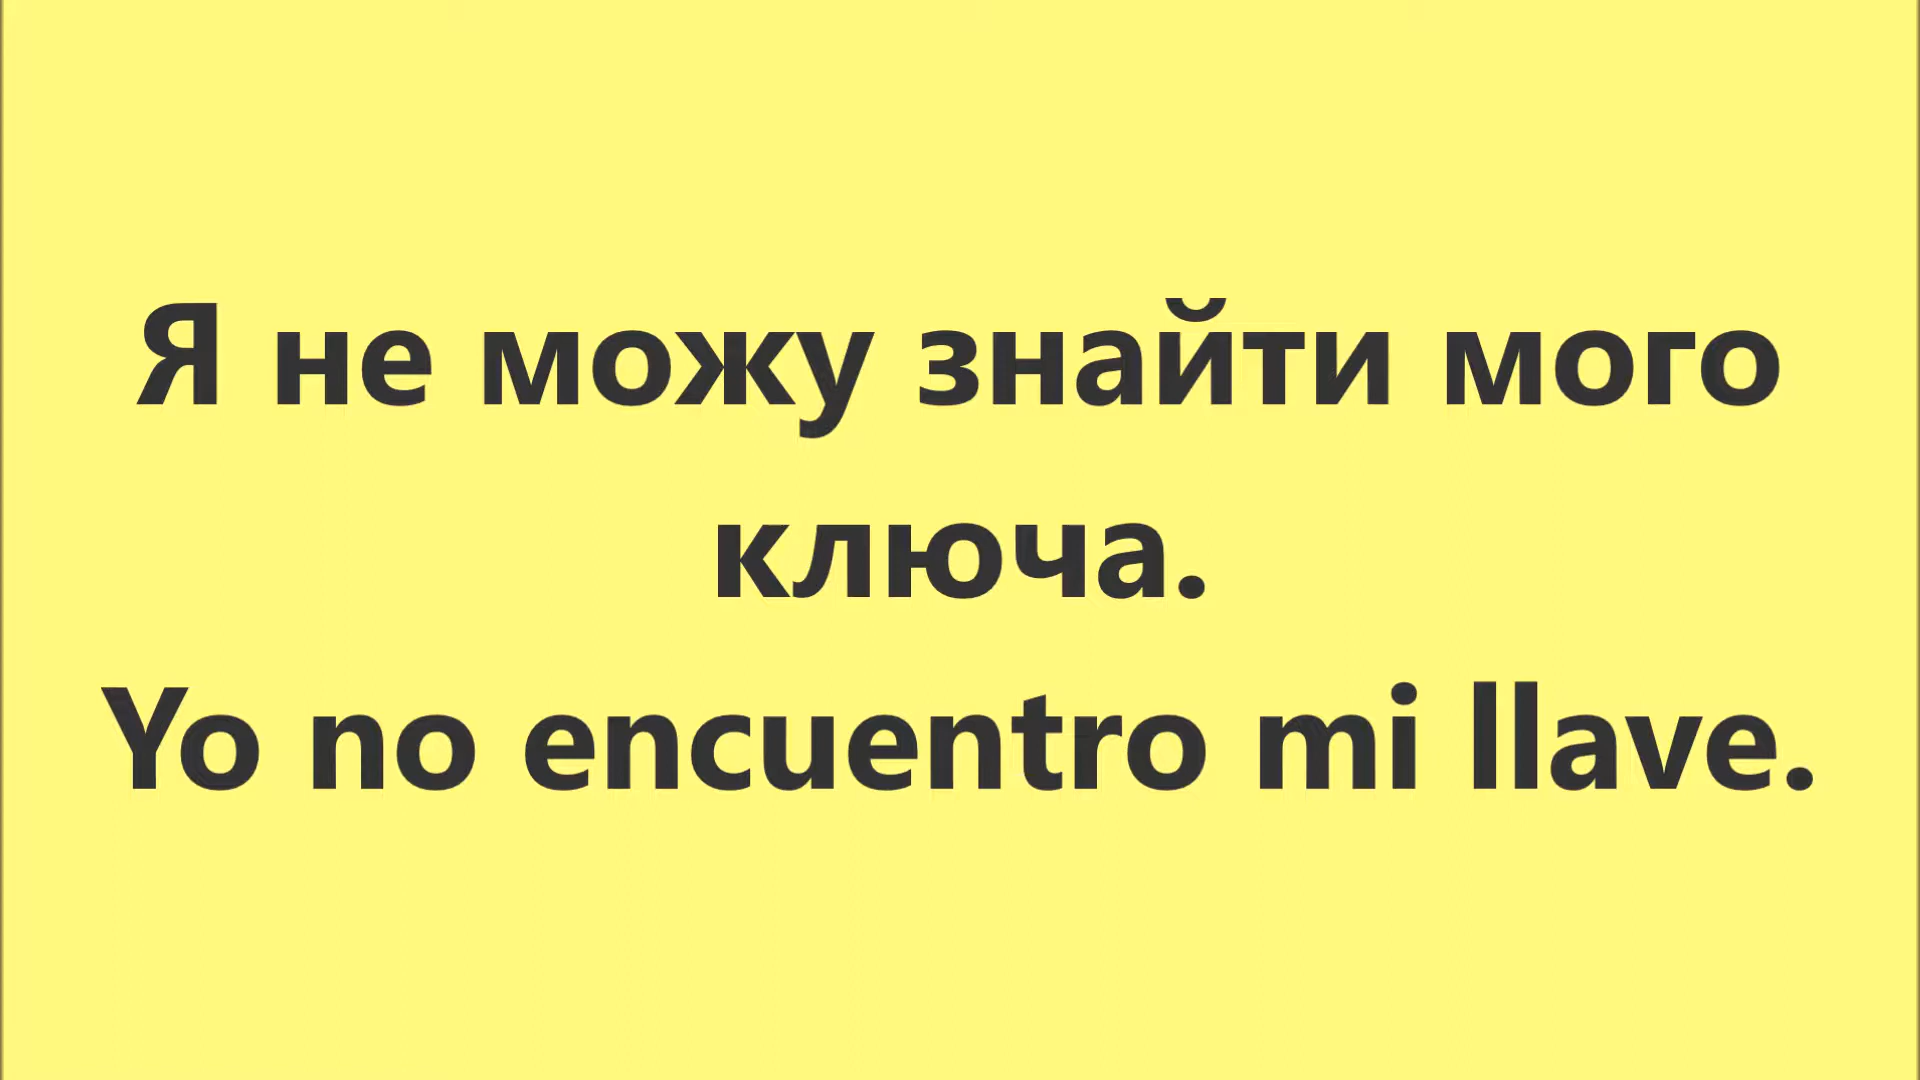 Я не можу знайти мого
ключа.
Yo no encuentro mi llave.